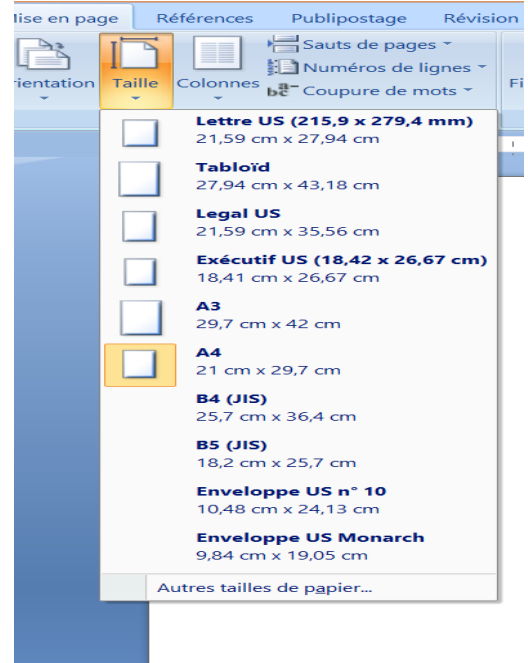 Mise en page Références Publipostage Révision
Sauts de pages
Numéros de lignes
Orientation Taille Colonnes
Coupure de mots
Lettre US (215,9 x 279,4 mm)
21,59 cm x 27,94 cm
Tabloïd
27,94 cm x 43,18 cm
Legal US
21,59 cm x 35,56 cm
Exécutif US (18,42 x 26,67 cm)
18,41 cm x 26,67 cm
A3
29,7 cm x 42 cm
A4
21 cm x 29,7 cm
B4 (JIS)
25,7 cm x 36,4 cm
B5 (JIS)
18,2 cm x 25,7 cm
Enveloppe US n° 10
10,48 cm x 24,13 cm
Enveloppe US Monarch
9,84 cm x 19,05 cm
Autres tailles de papier...